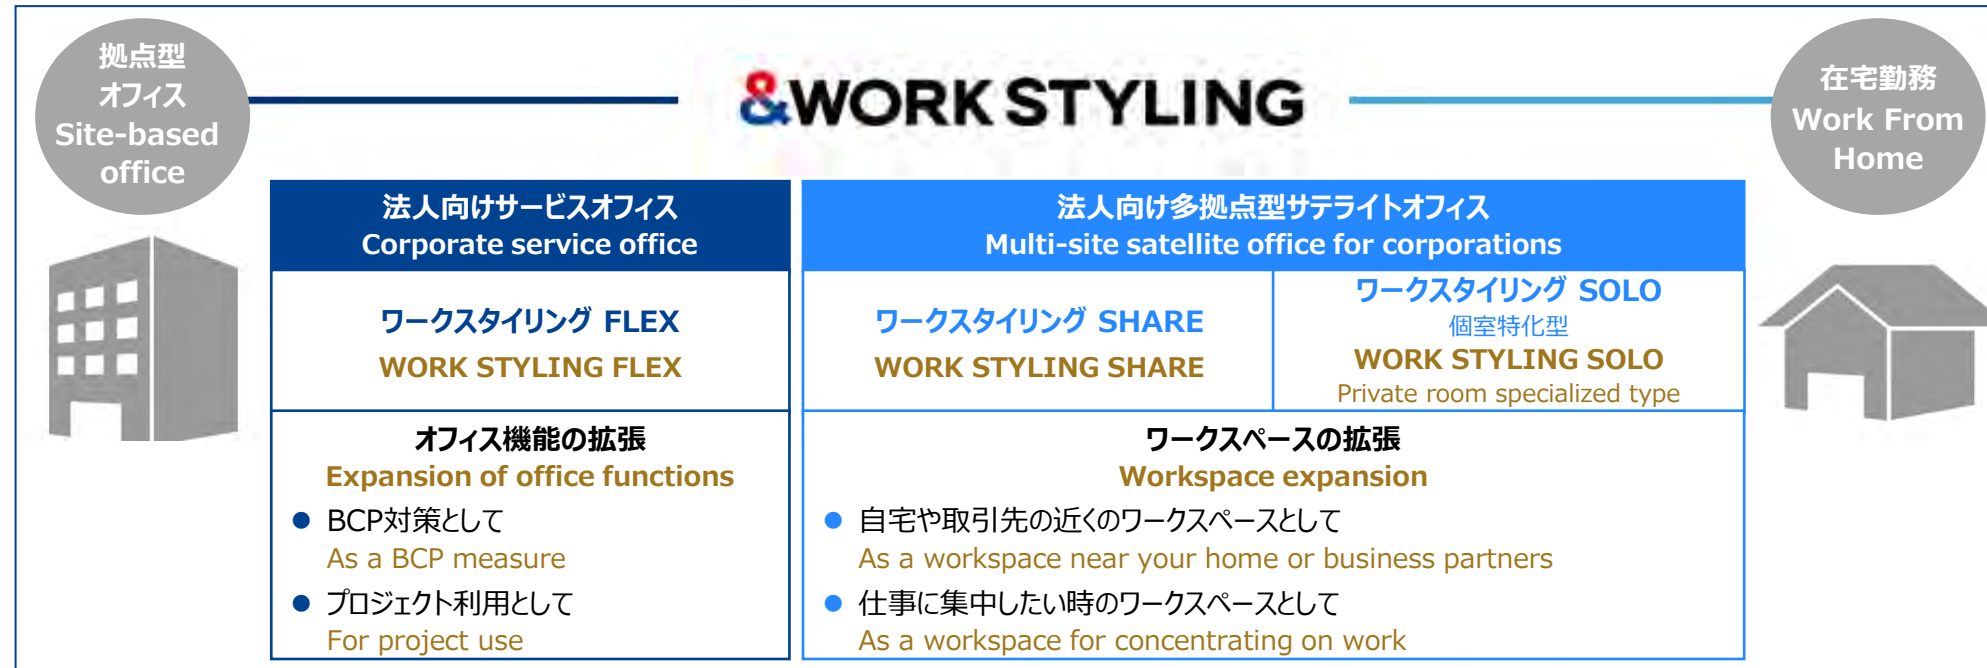 拠点型
オフィス
Site-based
office
&WORK STYLING
在宅勤務
Work From
Home
法人向けサービスオフィス
Corporate service office
法人向け多拠点型サテライトオフィス
Multi-site satellite office for corporations
ワークスタイリング FLEX
WORK STYLING FLEX
ワークスタイリング SHARE
WORK STYLING SHARE
ワークスタイリング SOLO
個室特化型
WORK STYLING SOLO
Private room specialized type
オフィス機能の拡張
Expansion of office functions
● BCP対策として
As a BCP measure
● プロジェクト利用として
For project use
ワークスペースの拡張
Workspace expansion
● 自宅や取引先の近くのワークスペースとして
As a workspace near your home or business partners
● 仕事に集中したい時のワークスペースとして
As a workspace for concentrating on work